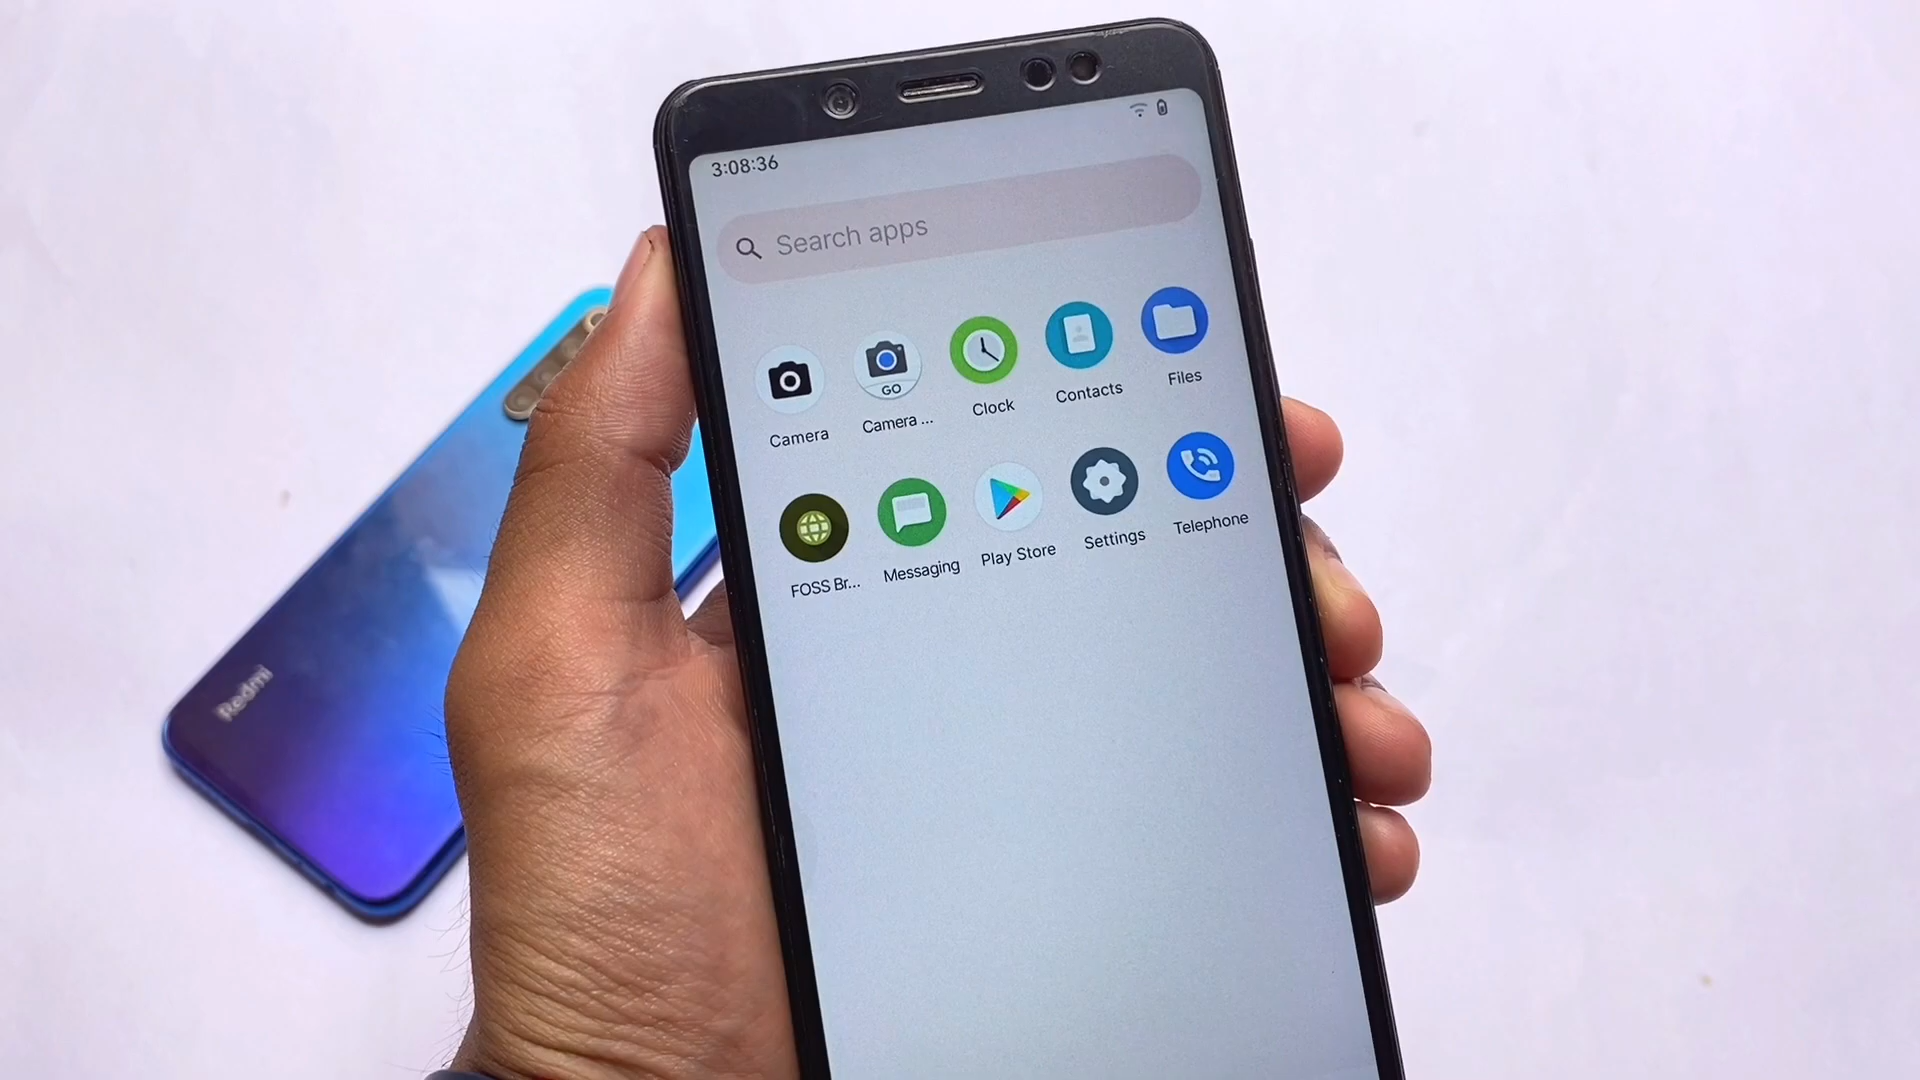 3:08:36
Search apps
GO
Camera
Camera ...
Clock
Contacts
Files
FOSS Br...
Messaging
Play Store
Settings
Telephone
Redmi